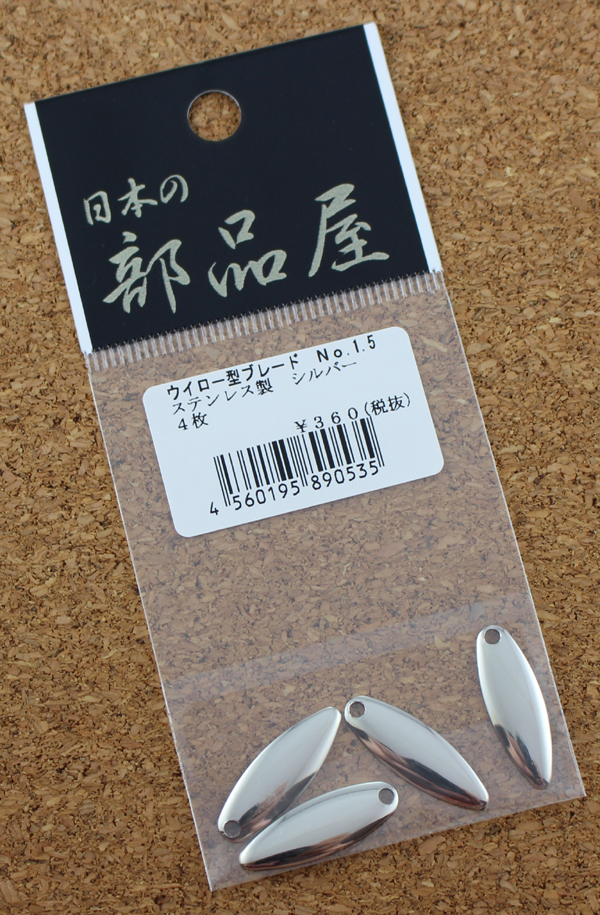 日本の
部品屋
ウイロー型ブレード No.1.5
ステンレス製 シルバー
4枚
¥360(税抜)
4 560195 890535